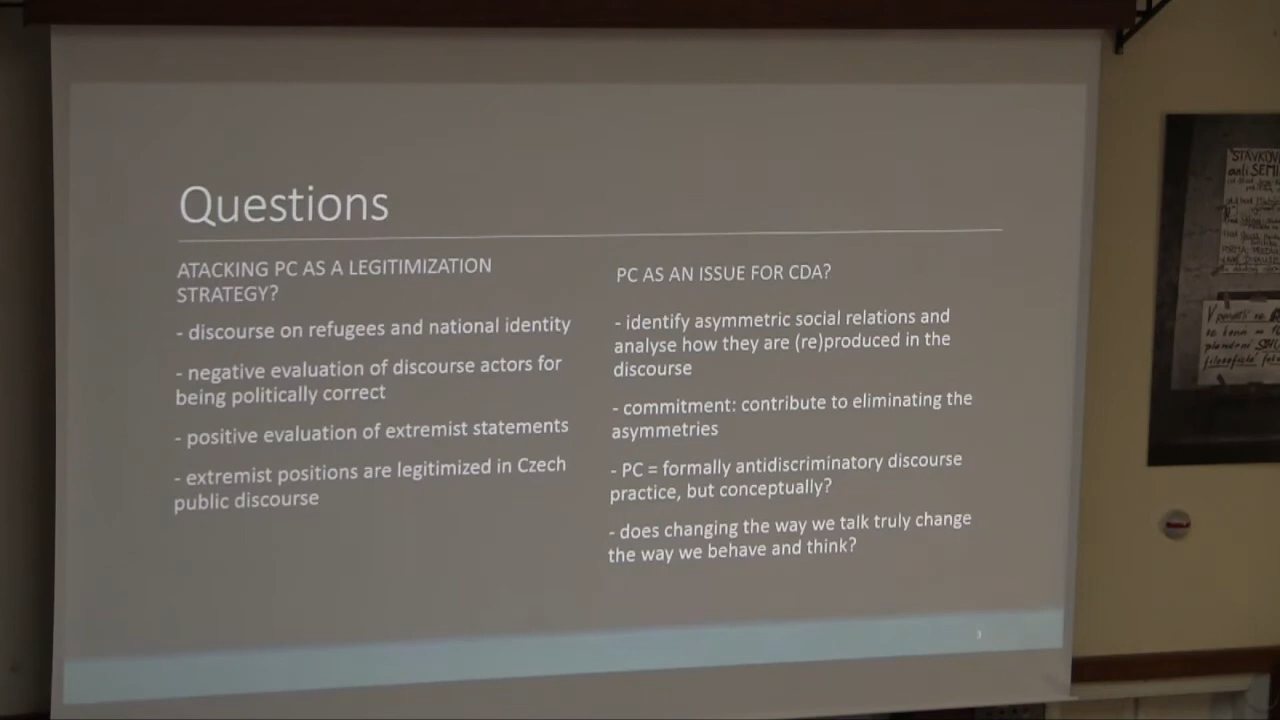 Questions
ATACKING PC AS A LEGITIMIZATION
STRATEGY?
- discourse on refugees and national identity
- negative evaluation of discourse actors for
being politically correct
- positive evaluation of extremist statements
- extremist positions are legitimized in Czech
public discourse
PC AS AN ISSUE FOR CDA?
- identify asymmetric social relations and
analyse how they are (re)produced in the
discourse
- commitment: contribute to eliminating the
asymmetries
- PC = formally antidiscriminatory discourse
practice, but conceptually?
- does changing the way we talk truly change
the way we behave and think?
3
STÁVKOV
anti SEMI